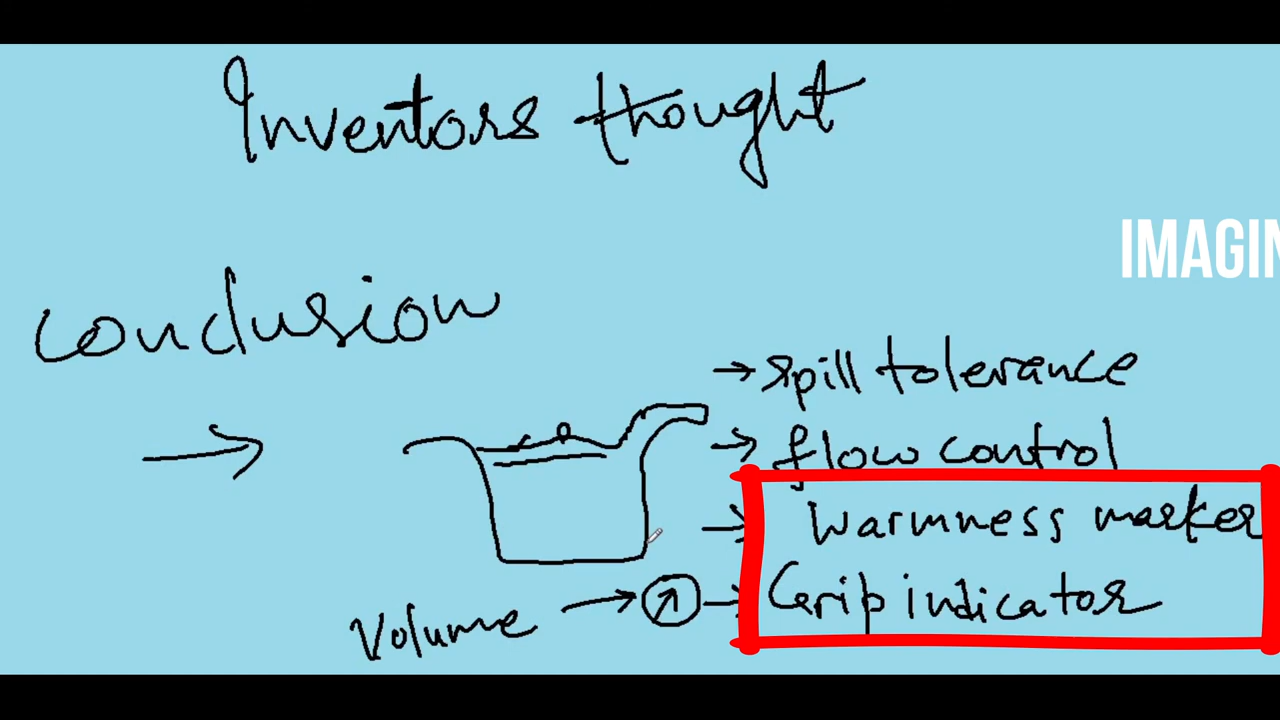 Inventors thought
IMAGIN
conclusion
→ spill tolerance
→ flow control
→ warmness marker
Volume → → Grip indicator